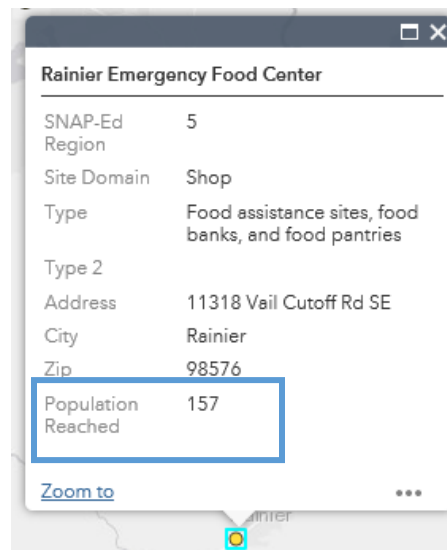 Rainier Emergency Food Center
SNAP-Ed Region 5
Site Domain Shop
Type Food assistance sites, food banks, and food pantries
Type 2
Address 11318 Vail Cutoff Rd SE
City Rainier
Zip 98576
Population Reached 157
Zoom to